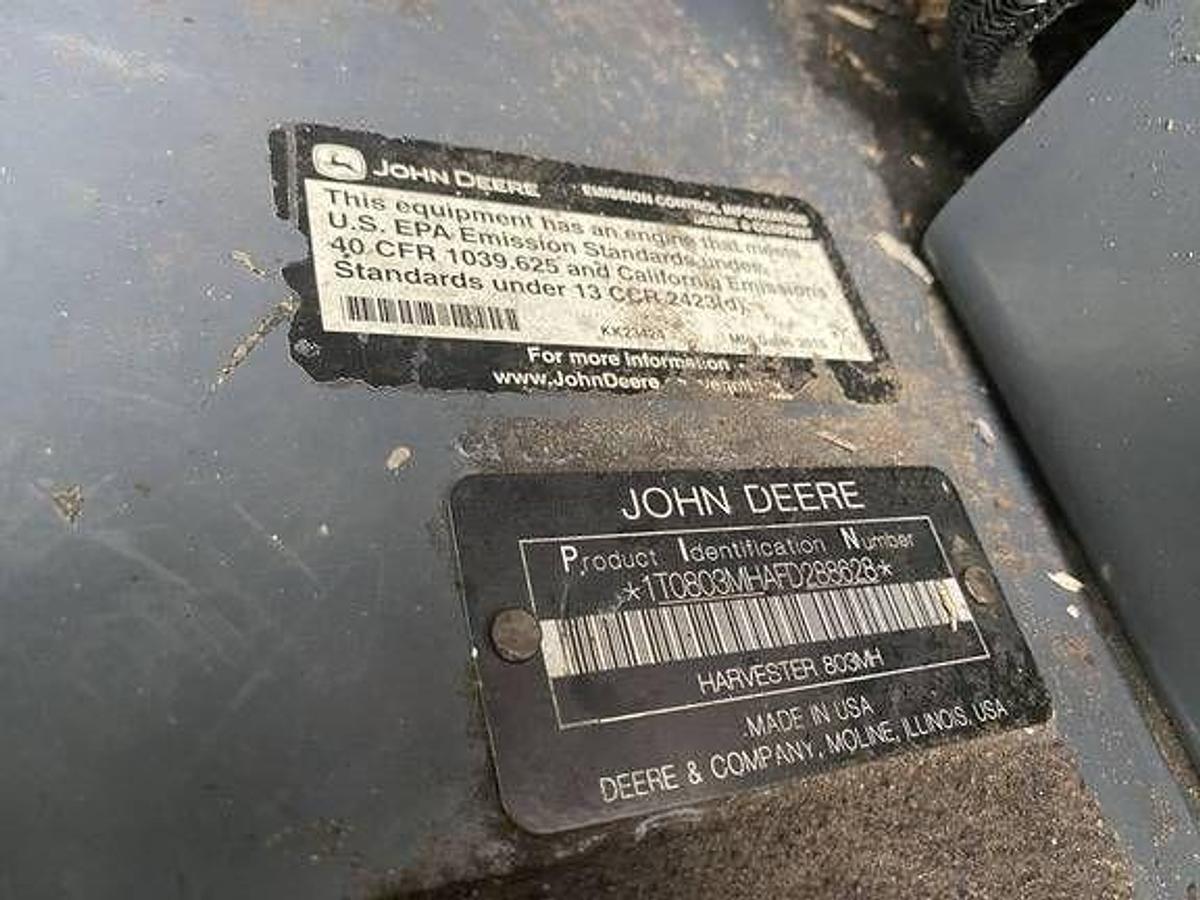 JOHN DEERE
EMISSION CONTROL INFORMATION
DEERE & COMPANY
This equipment has an engine that meets
U.S. EPA Emission Standards under
40 CFR 1039.625 and California Emissions
Standards under 13 CCR 2423(d).
For more information
www.JohnDeere
JOHN DEERE
Product Identification Number
*1T0803MHAFD288628*
HARVESTER 803MH
MADE IN USA
DEERE & COMPANY, MOLINE, ILLINOIS, USA